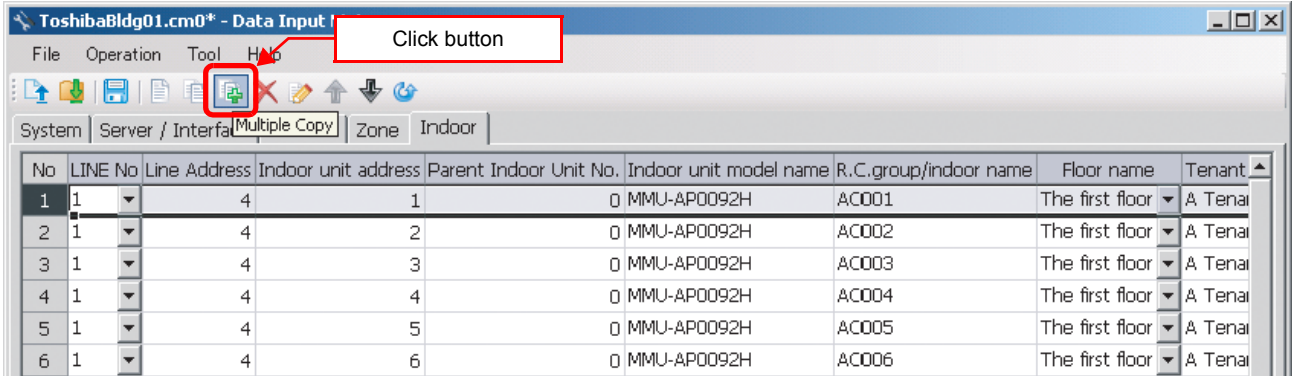 ToshibaBldg01.cm0* - Data Input
Click button
File Operation Tool Help
Multiple Copy
System Server / Interfa Zone Indoor
No LINE No Line Address Indoor unit address Parent Indoor Unit No. Indoor unit model name R.C.group/indoor name Floor name Tenant
1 1 4 1 0 MMU-AP0092H AC001 The first floor A Tena
2 1 4 2 0 MMU-AP0092H AC002 The first floor A Tena
3 1 4 3 0 MMU-AP0092H AC003 The first floor A Tena
4 1 4 4 0 MMU-AP0092H AC004 The first floor A Tena
5 1 4 5 0 MMU-AP0092H AC005 The first floor A Tena
6 1 4 6 0 MMU-AP0092H AC006 The first floor A Tena